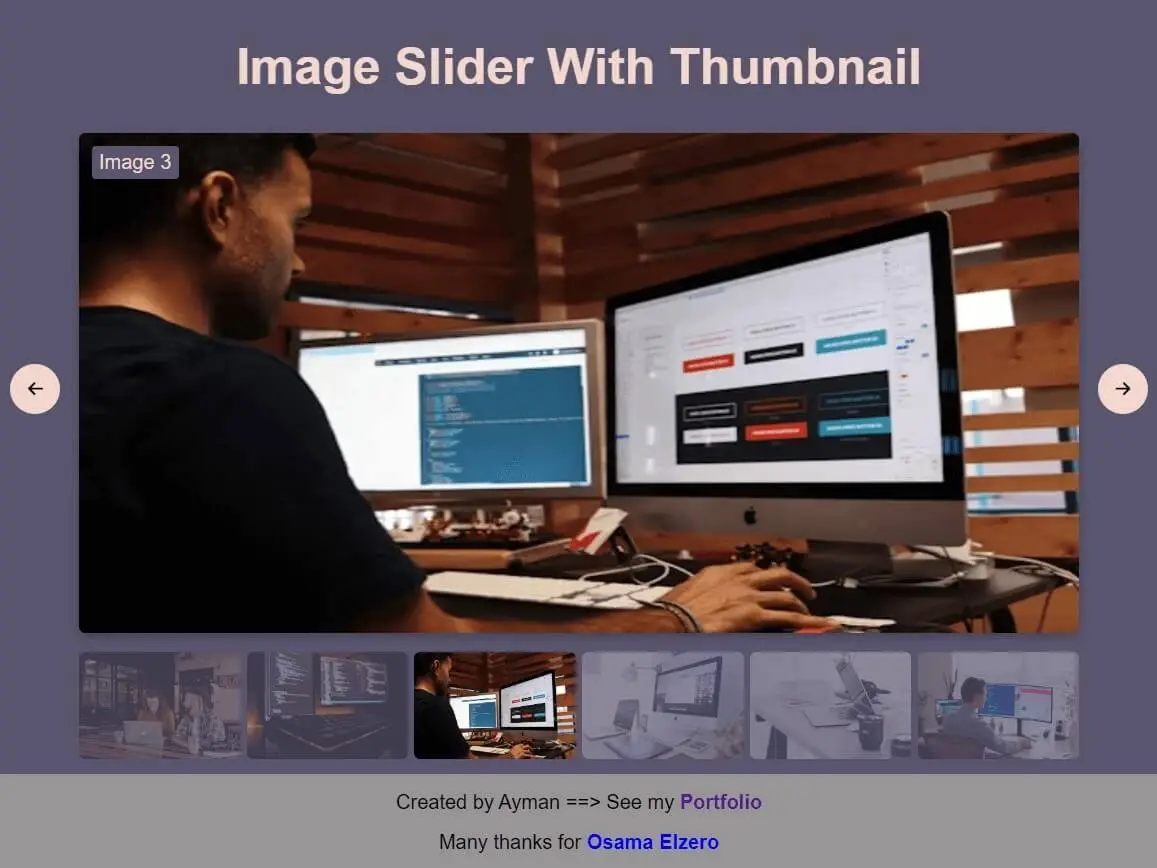 Image Slider With Thumbnail
Image 3
Created by Ayman ==> See my Portfolio
Many thanks for Osama Elzero